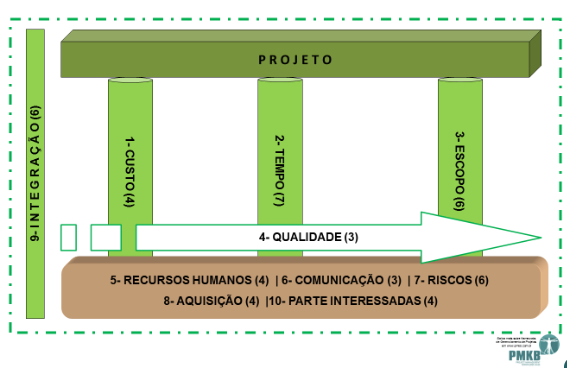 PROJETO
9- INTEGRAÇÃO (6)
1- CUSTO (4)
2- TEMPO (7)
3- ESCOPO (6)
4- QUALIDADE (3)
5- RECURSOS HUMANOS (4) | 6- COMUNICAÇÃO (3) | 7- RISCOS (6)
8- AQUISIÇÃO (4) |10- PARTE INTERESSADAS (4)
PMKB